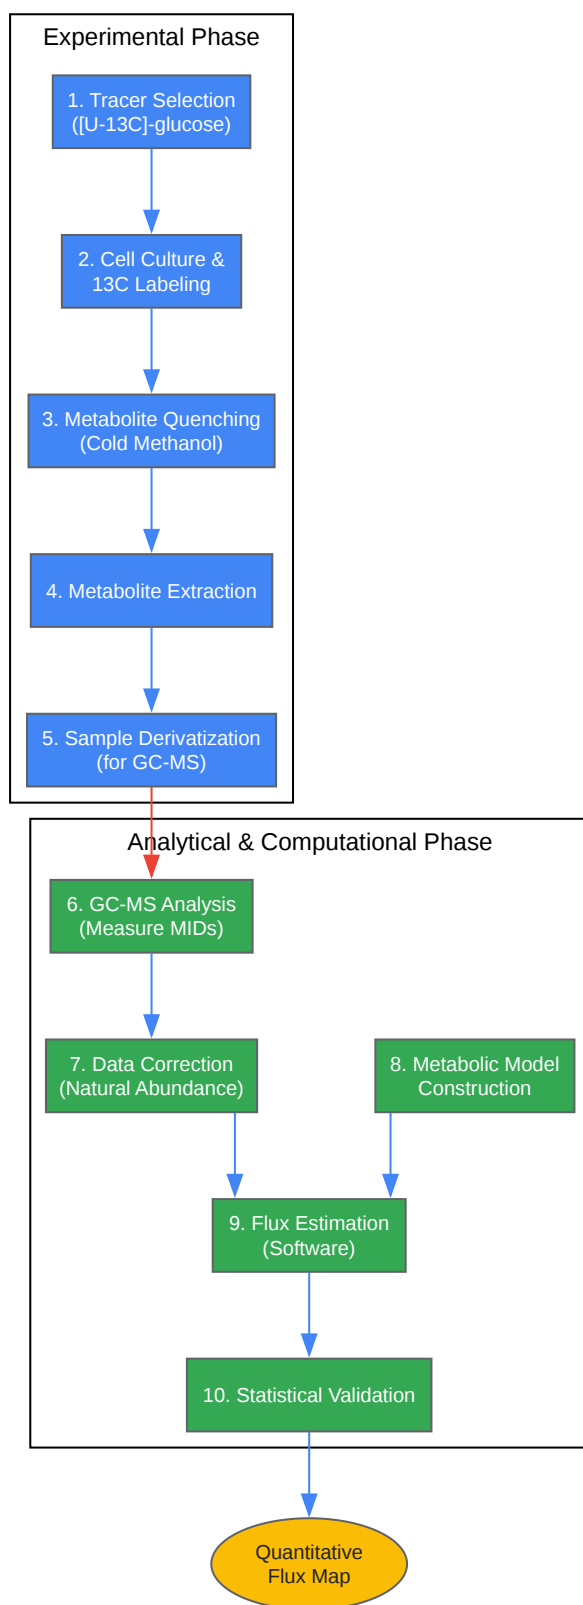 Experimental Phase
1. Tracer Selection
([U-13C]-glucose)
2. Cell Culture &
13C Labeling
3. Metabolite Quenching
(Cold Methanol)
4. Metabolite Extraction
5. Sample Derivatization
(for GC-MS)
Analytical & Computational Phase
6. GC-MS Analysis
(Measure MIDs)
7. Data Correction
(Natural Abundance)
8. Metabolic Model
Construction
9. Flux Estimation
(Software)
10. Statistical Validation
Quantitative
Flux Map